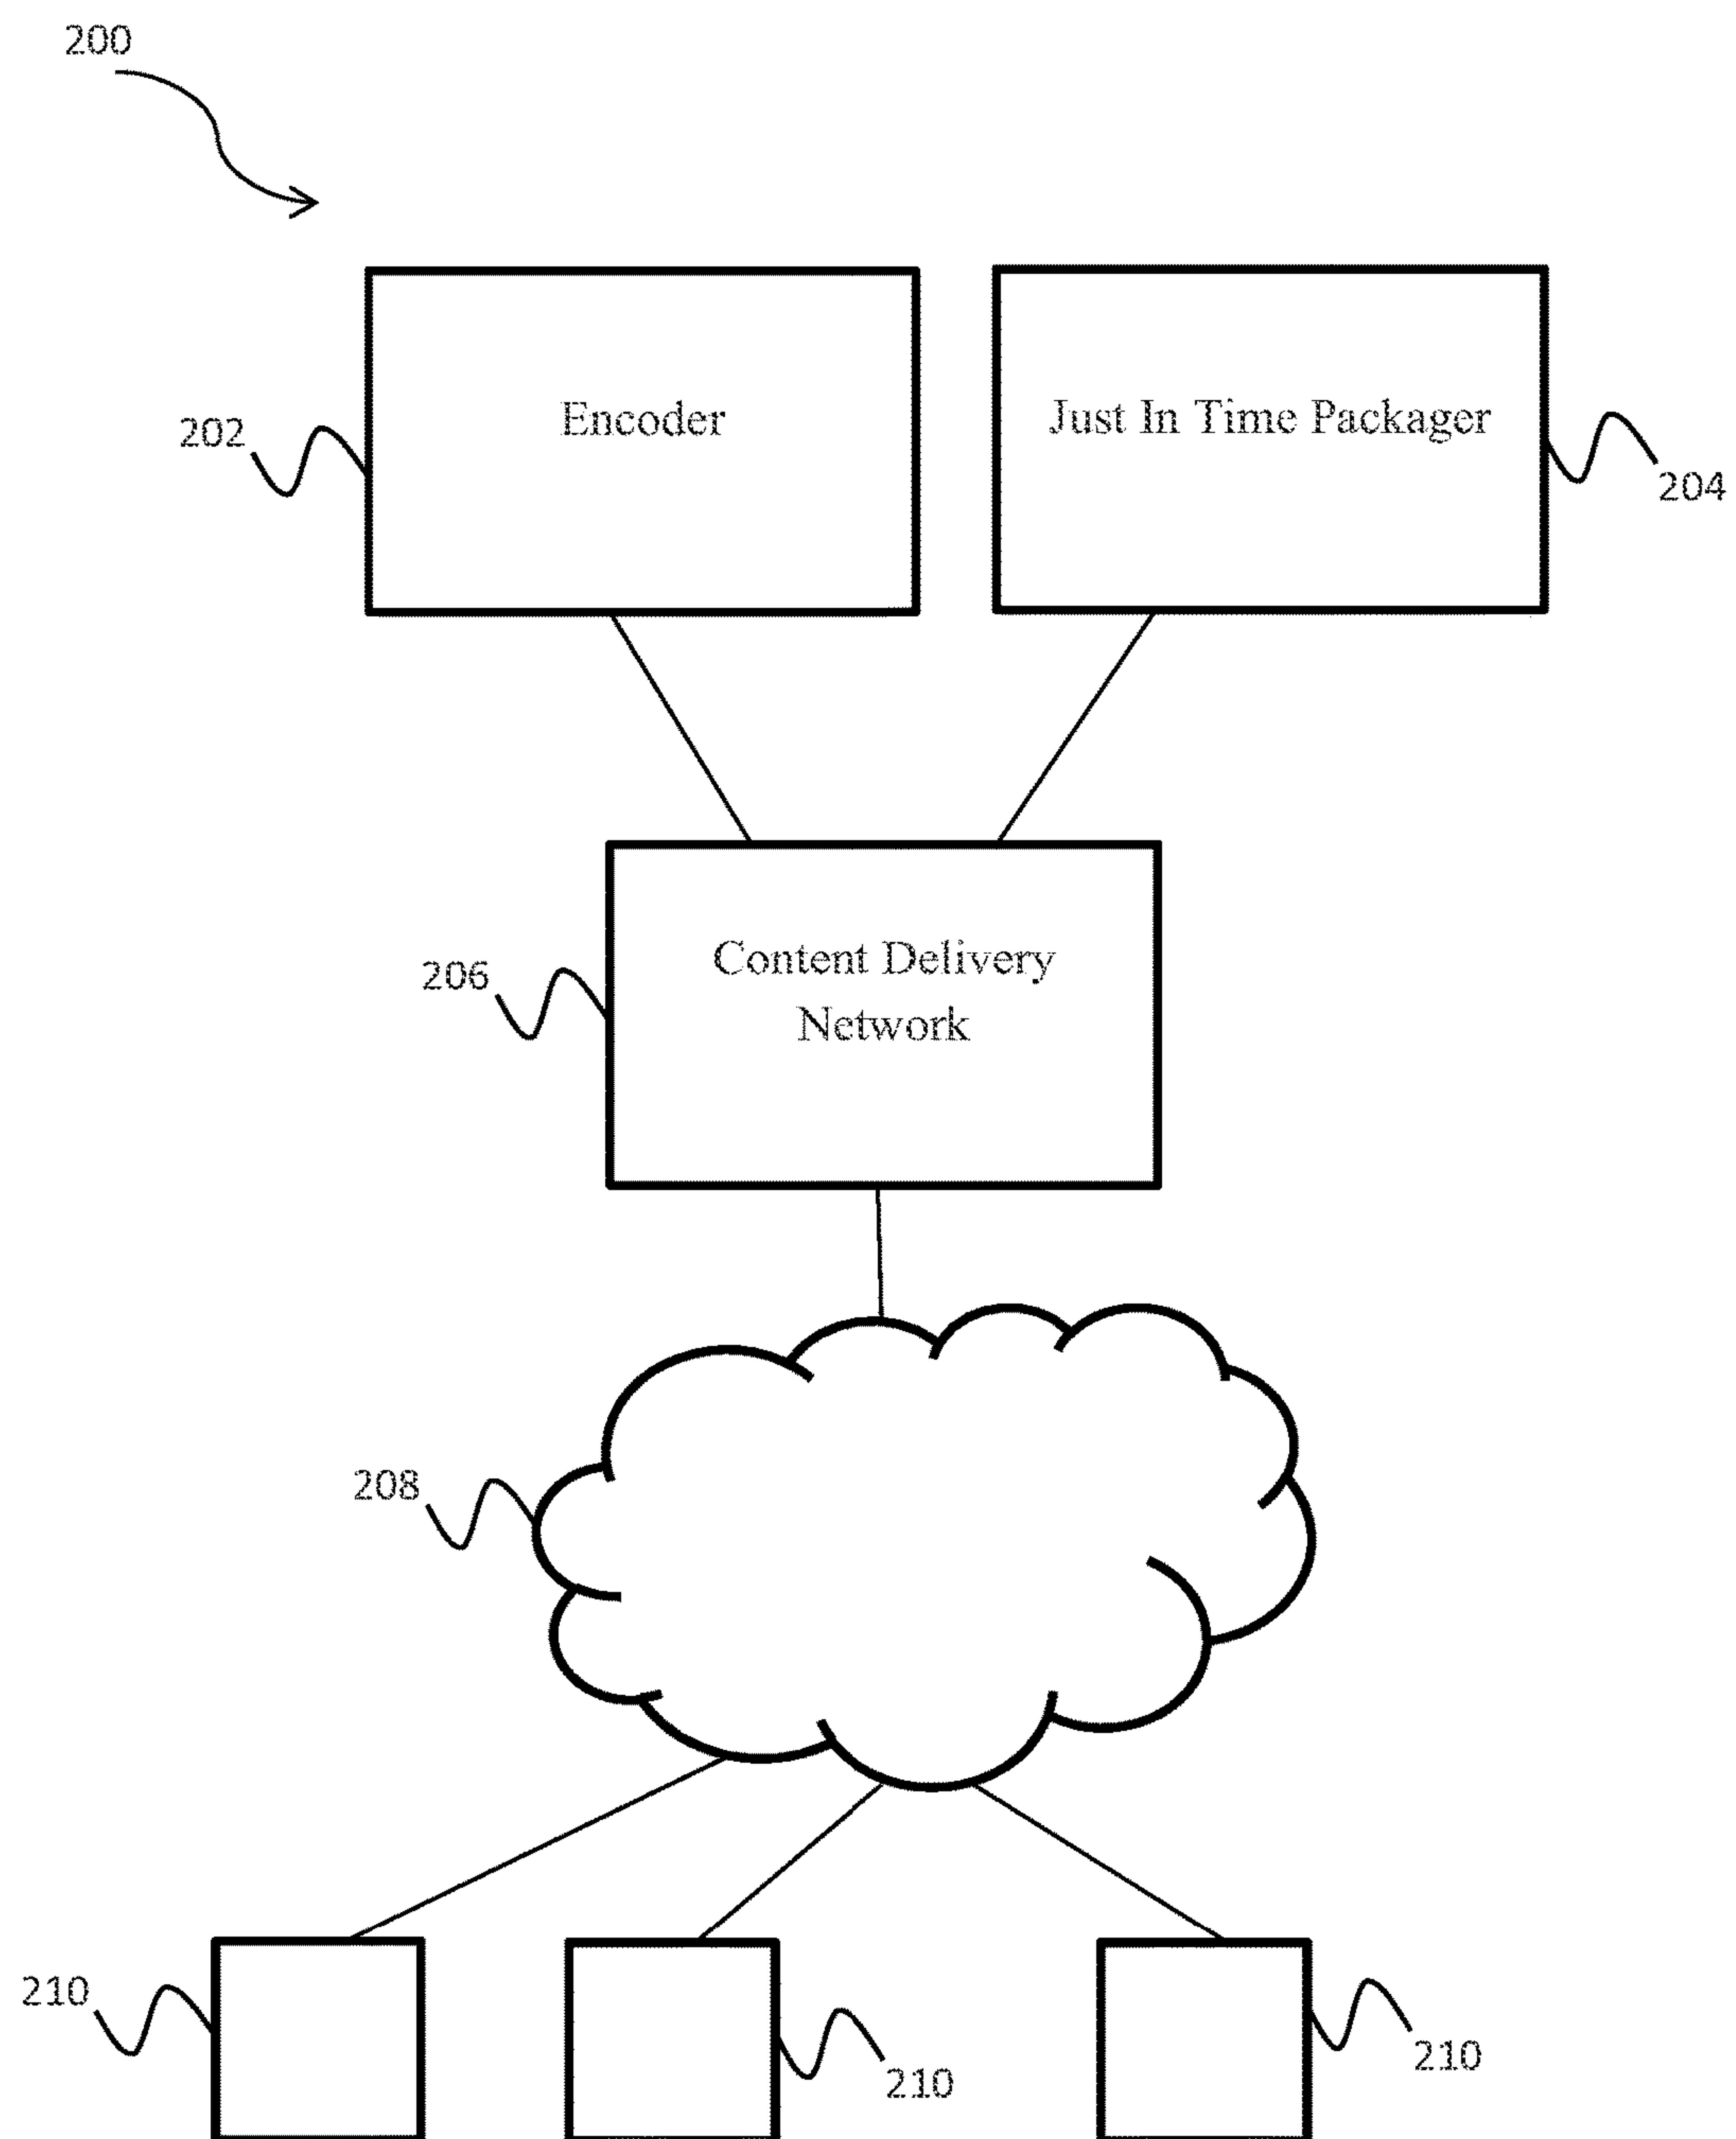 200
Encoder
Just In Time Packager
202
204
Content Delivery
Network
206
208
210
210
210